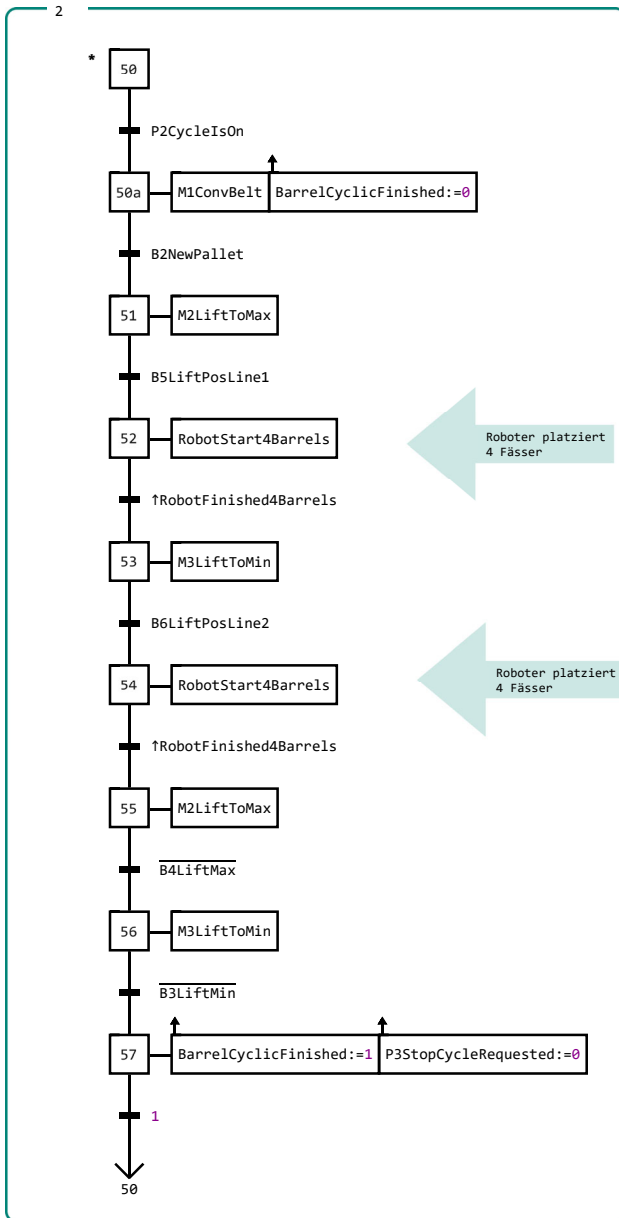 2
*
50
P2CycleIsOn
50a M1ConvBelt BarrelCyclicFinished:=0
B2NewPallet
51 M2LiftToMax
B5LiftPosLine1
52 RobotStart4Barrels
Roboter platziert
4 Fässer
↑RobotFinished4Barrels
53 M3LiftToMin
B6LiftPosLine2
54 RobotStart4Barrels
Roboter platziert
4 Fässer
↑RobotFinished4Barrels
55 M2LiftToMax
B4LiftMax
56 M3LiftToMin
B3LiftMin
57 BarrelCyclicFinished:=1 P3StopCycleRequested:=0
1
50